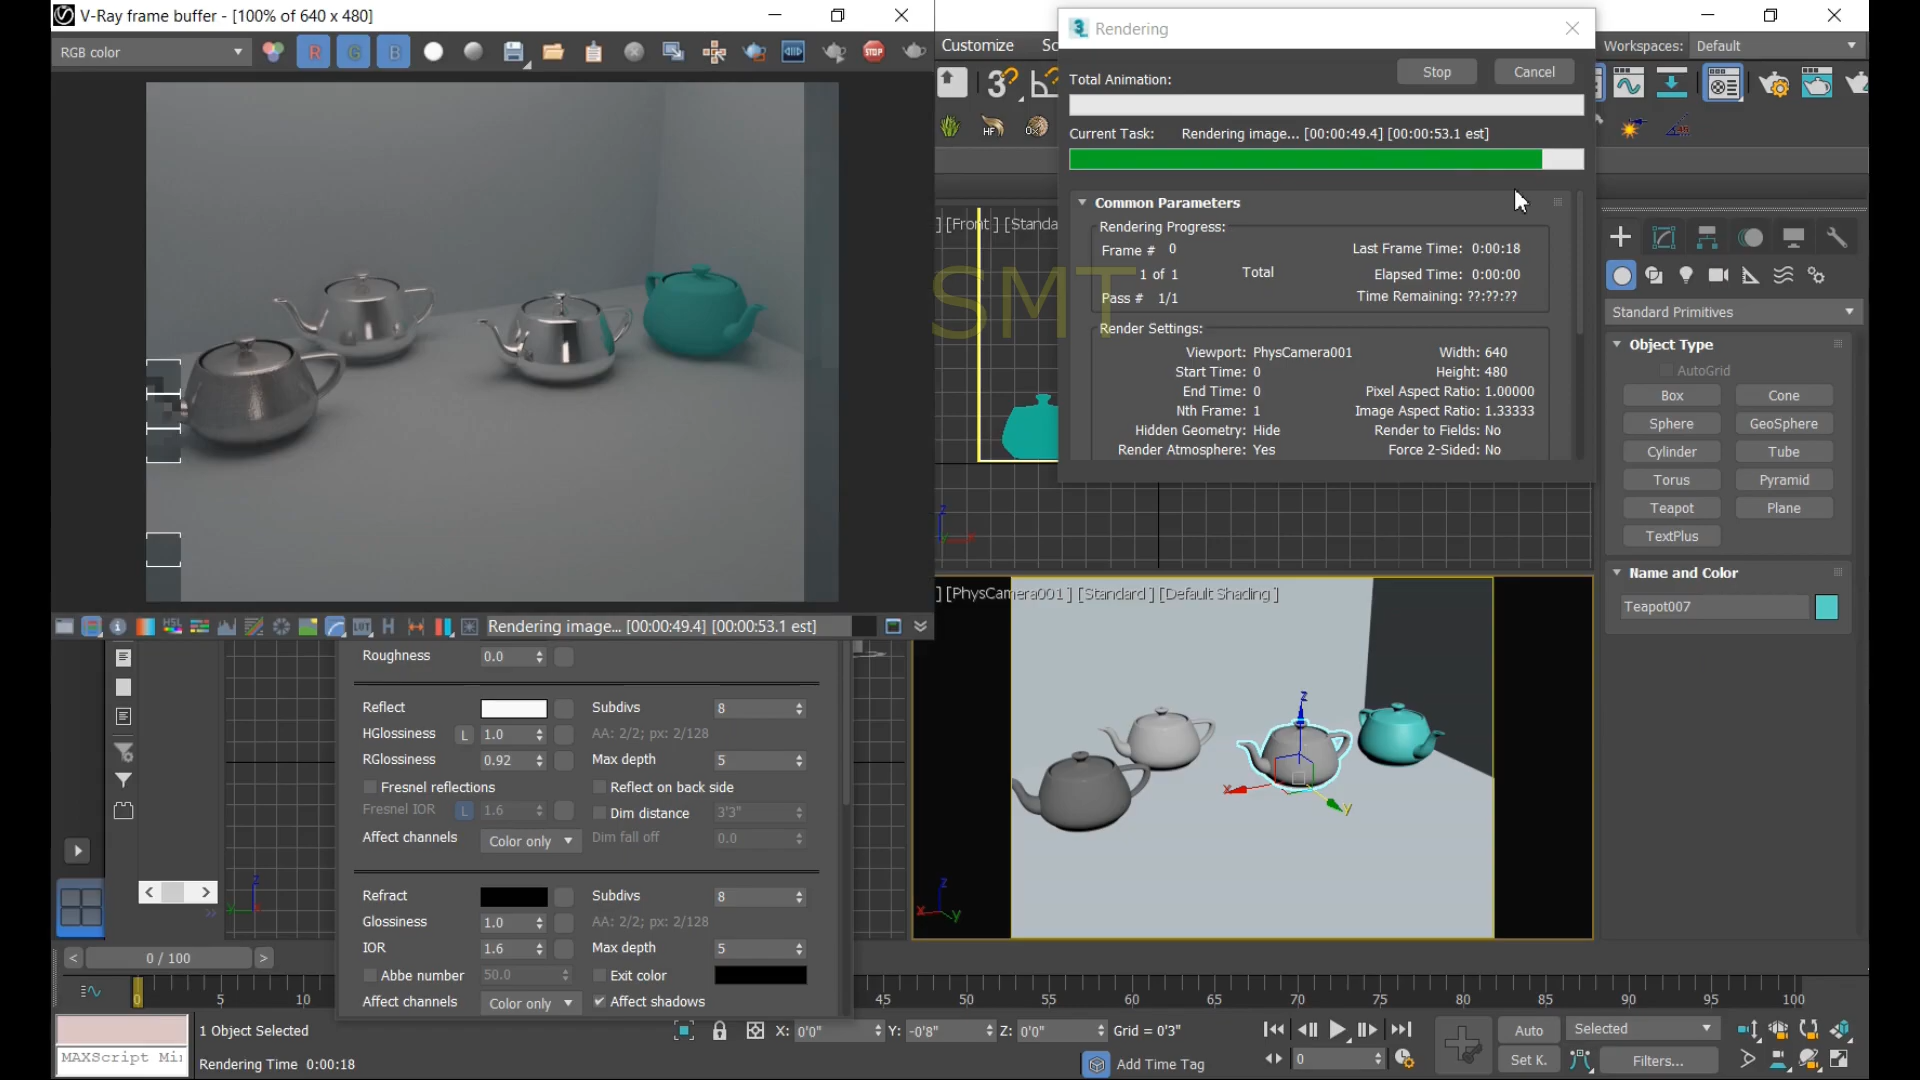 V-Ray frame buffer - [100% of 640 x 480]
RGB color
R G B
STOP
Customize
Rendering
Workspaces: Default
Total Animation:
Stop
Cancel
Current Task: Rendering image... [00:00:49.4] [00:00:53.1 est]
HF
Common Parameters
Rendering Progress:
Frame # 0
Last Frame Time: 0:00:18
1 of 1
Total
Elapsed Time: 0:00:00
Pass # 1/1
Time Remaining: ??:??:??
SMT
Render Settings:
Viewport: PhysCamera001
Width: 640
Start Time: 0
Height: 480
End Time: 0
Pixel Aspect Ratio: 1.00000
Nth Frame: 1
Image Aspect Ratio: 1.33333
Hidden Geometry: Hide
Render to Fields: No
Render Atmosphere: Yes
Force 2-Sided: No
] [Front ] [Standa
Standard Primitives
Object Type
AutoGrid
Box
Cone
Sphere
GeoSphere
Cylinder
Tube
Torus
Pyramid
Teapot
Plane
TextPlus
Name and Color
Teapot007
HSL
LUT
H
Rendering image... [00:00:49.4] [00:00:53.1 est]
] [PhysCamera001 ] [Standard ] [Default Shading ]
Roughness 0.0
Reflect
Subdivs 8
HGlossiness L 1.0
AA: 2/2; px: 2/128
RGlossiness 0.92
Max depth 5
Fresnel reflections
Reflect on back side
Fresnel IOR L 1.6
Dim distance 3'3"
Affect channels Color only
Dim fall off 0.0
Refract
Subdivs 8
Glossiness 1.0
AA: 2/2; px: 2/128
IOR 1.6
Max depth 5
Abbe number 50.0
Exit color
Affect channels Color only
Affect shadows
z
x
y
z
x
y
0 / 100
0 5 10 45 50 55 60 65 70 75 80 85 90 95 100
MAXScript Mi
1 Object Selected
X: 0'0" Y: -0'8" Z: 0'0" Grid = 0'3"
Auto
Selected
Rendering Time 0:00:18
Add Time Tag
0
Set K.
Filters...